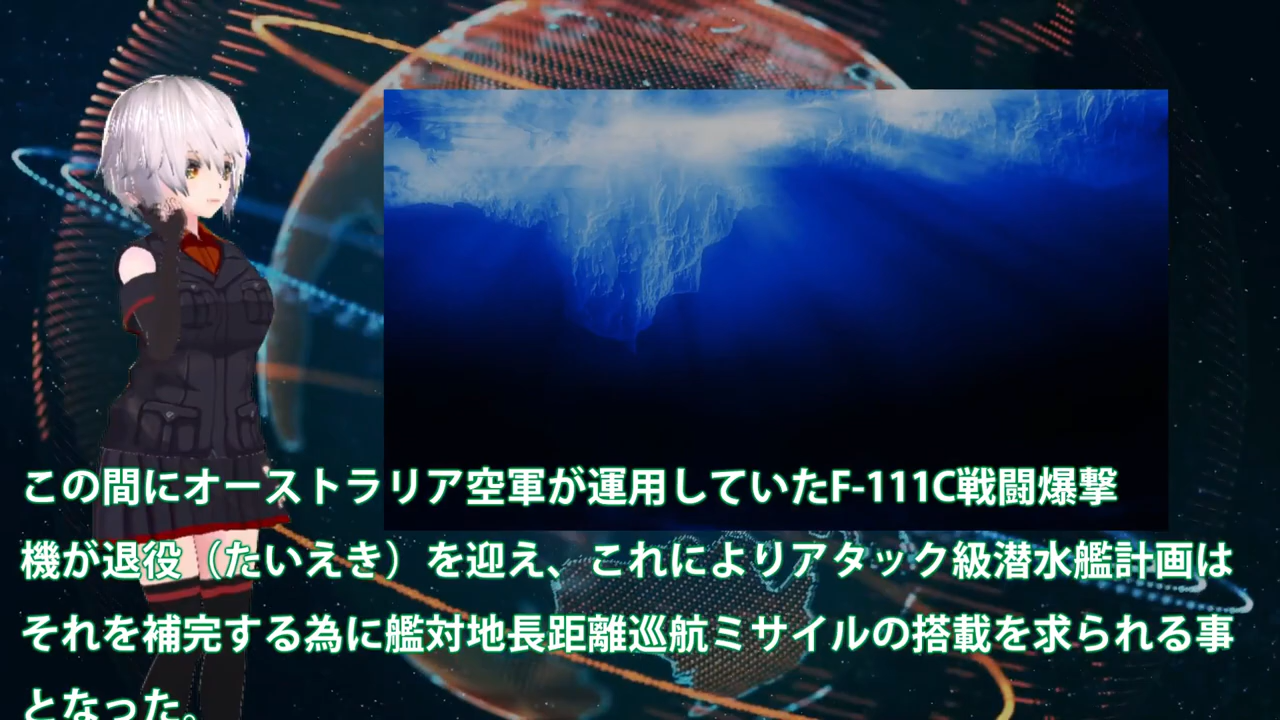 この間にオーストラリア空軍が運用していたF-111C戦闘爆撃
機が退役（たいえき）を迎え、これによりアタック級潜水艦計画は
それを補完する為に艦対地長距離巡航ミサイルの搭載を求られる事
となった。